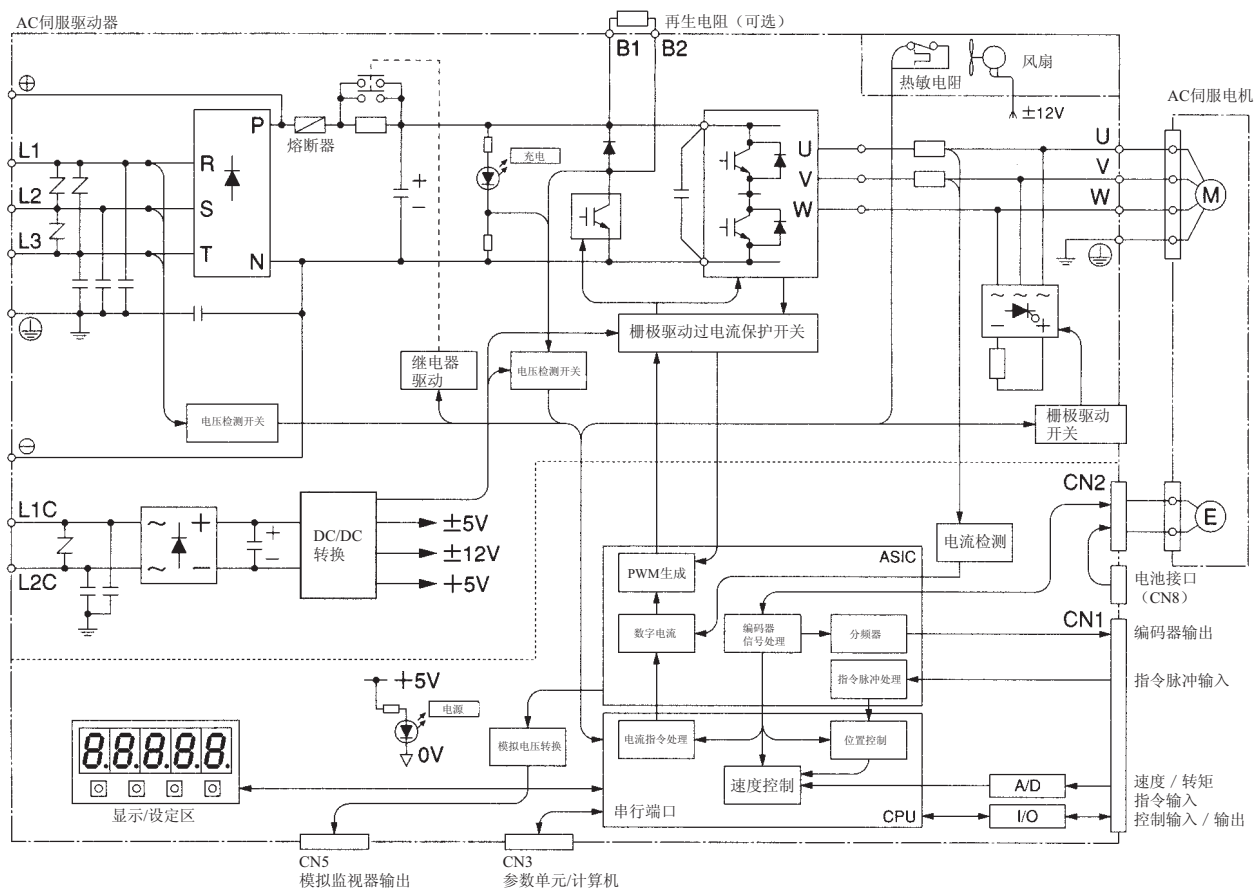 AC伺服驱动器
再生电阻（可选）
B1 B2
热敏电阻
风扇
±12V
AC伺服电机
⊕
P
熔断器
充电
L1
R
U
U
V
V
L2
S
W
W
M
L3
T
N
+
−
栅极驱动过电流保护开关
继电器
驱动
电压检测开关
~ ~ ~
− +
电压检测开关
栅极驱动
开关
⊖
L1C
~ +
~ −
+
−
DC/DC
转换
±5V
±12V
+5V
L2C
CN2
E
电流检测
ASIC
PWM生成
电池接口
（CN8）
数字电流
编码器
信号处理
分频器
CN1
编码器输出
指令脉冲处理
指令脉冲输入
+5V
电源
0V
模拟电压转换
电流指令处理
位置控制
88888
显示/设定区
速度控制
A/D
速度 / 转矩
指令输入
串行端口
CPU
I/O
控制输入 / 输出
CN5
模拟监视器输出
CN3
参数单元/计算机